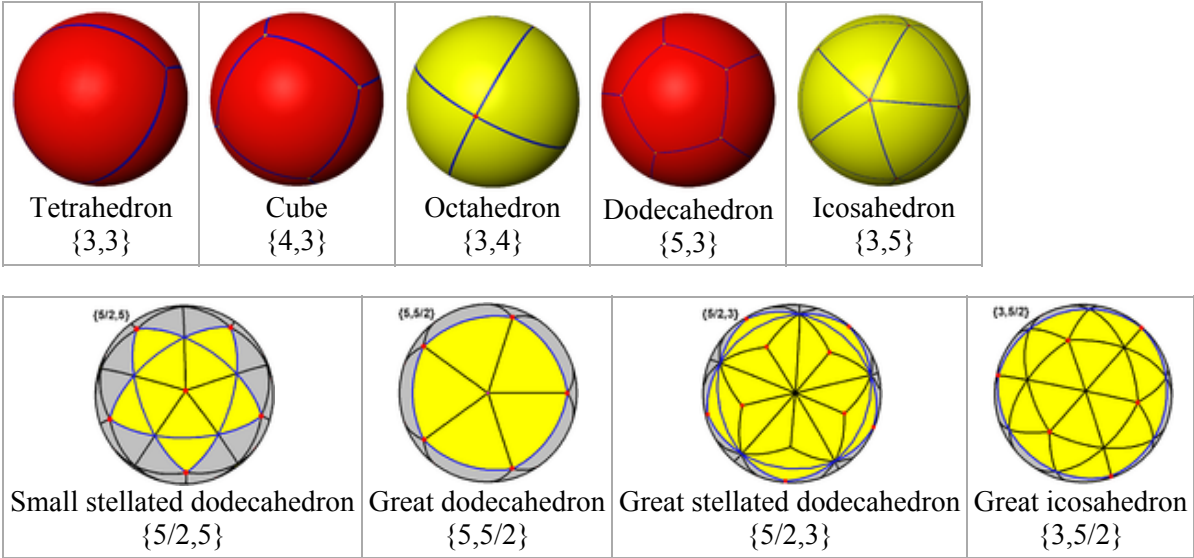 Tetrahedron
{3,3}
Cube
{4,3}
Octahedron
{3,4}
Dodecahedron
{5,3}
Icosahedron
{3,5}
{5/2,5}
Small stellated dodecahedron
{5/2,5}
{5,5/2}
Great dodecahedron
{5,5/2}
{5/2,3}
Great stellated dodecahedron
{5/2,3}
{3,5/2}
Great icosahedron
{3,5/2}